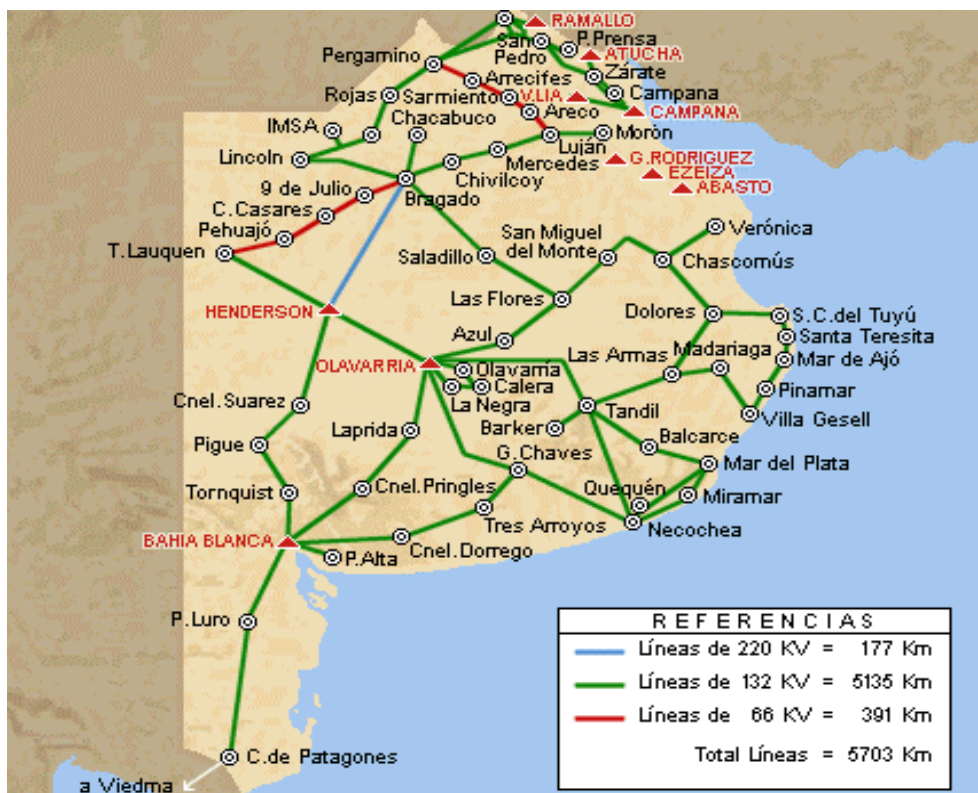 RAMALLO
San Pedro
P.Prensa
ATUCHA
Pergamino
Zárate
Arrecifes
Campana
Rojas
Sarmiento
V.LIA
CAMPANA
Areco
Chacabuco
IMSA
Morón
Luján
Lincoln
Mercedes
G.RODRIGUEZ
Chivilcoy
EZEIZA
ABASTO
9 de Julio
Bragado
C.Casares
Pehuajó
T.Lauquen
San Miguel
del Monte
Verónica
Saladillo
Chascomús
Las Flores
HENDERSON
Dolores
S.C.del Tuyú
Azul
Santa Teresita
Las Armas
Madariaga
Mar de Ajó
OLAVARRIA
Olavarría
Calera
Pinamar
La Negra
Cnel.Suarez
Tandil
Villa Gesell
Laprida
Barker
Pigue
Balcarce
G.Chaves
Mar del Plata
Tornquist
Cnel.Pringles
Quequén
Miramar
Tres Arroyos
Necochea
BAHIA BLANCA
Cnel.Dorrego
P.Alta
P.Luro
C.de Patagones
a Viedma
REFERENCIAS
Líneas de 220 KV = 177 Km
Líneas de 132 KV = 5135 Km
Líneas de 66 KV = 391 Km
Total Líneas = 5703 Km